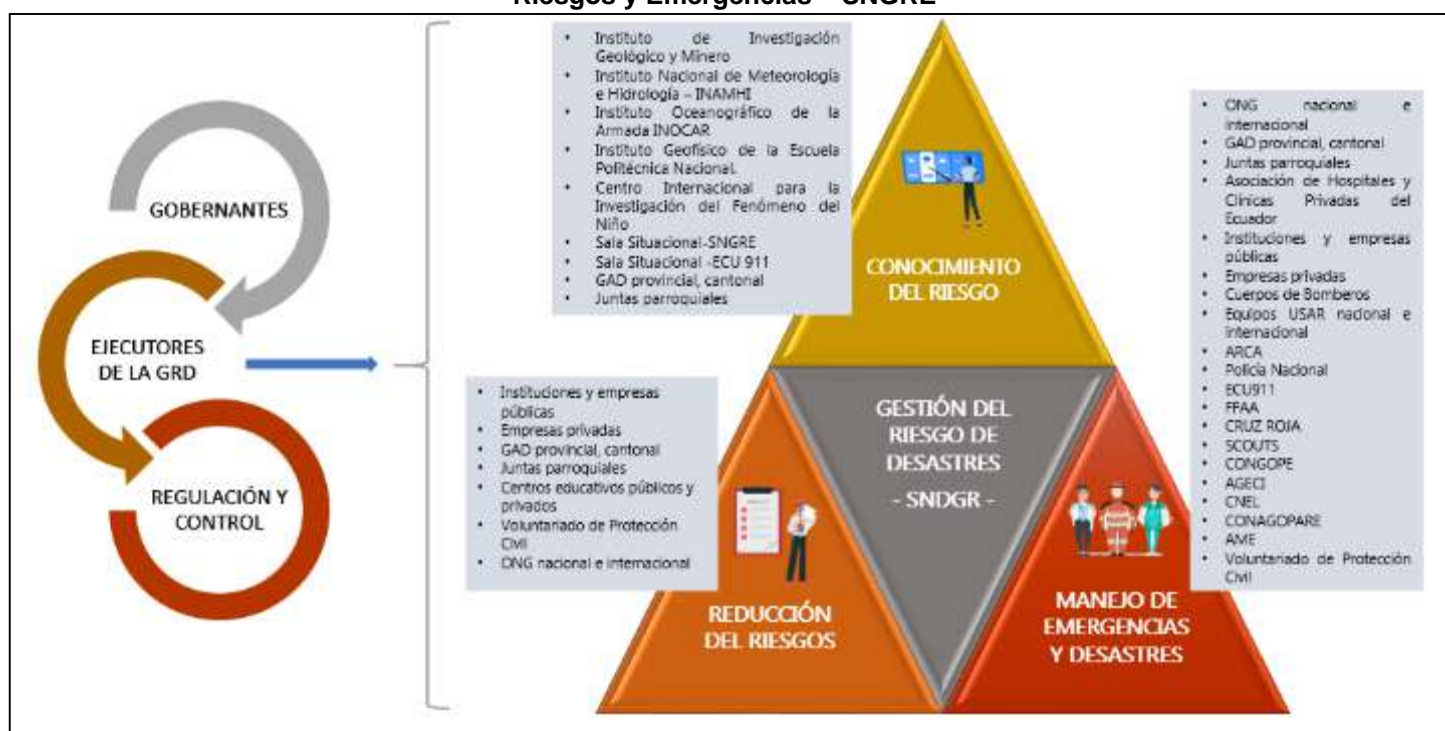 Riesgos y Emergencias – SNGRE
GOBERNANTES
EJECUTORES
DE LA GRD
REGULACIÓN Y
CONTROL
• Instituto de Investigación
Geológico y Minero
• Instituto Nacional de Meteorología
e Hidrología – INAMHI
• Instituto Oceanográfico de la
Armada INOCAR
• Instituto Geofísico de la Escuela
Politécnica Nacional.
• Centro Internacional para la
Investigación del Fenómeno del
Niño
• Sala Situacional-SNGRE
• Sala Situacional -ECU 911
• GAD provincial, cantonal
• Juntas parroquiales
• Instituciones y empresas
públicas
• Empresas privadas
• GAD provincial, cantonal
• Juntas parroquiales
• Centros educativos públicos y
privados
• Voluntariado de Protección
Civil
• ONG nacional e internacional
CONOCIMIENTO
DEL RIESGO
GESTIÓN DEL
RIESGO DE
DESASTRES
- SNDGR -
REDUCCIÓN
DEL RIESGOS
MANEJO DE
EMERGENCIAS
Y DESASTRES
• ONG nacional e
internacional
• GAD provincial, cantonal
• Juntas parroquiales
• Asociación de Hospitales y
Clínicas Privadas del
Ecuador
• Instituciones y empresas
públicas
• Empresas privadas
• Cuerpos de Bomberos
• Equipos USAR nacional e
internacional
• ARCA
• Policía Nacional
• ECU911
• FFAA
• CRUZ ROJA
• SCOUTS
• CONGOPE
• AGECI
• CNEL
• CONAGOPARE
• AME
• Voluntariado de Protección
Civil